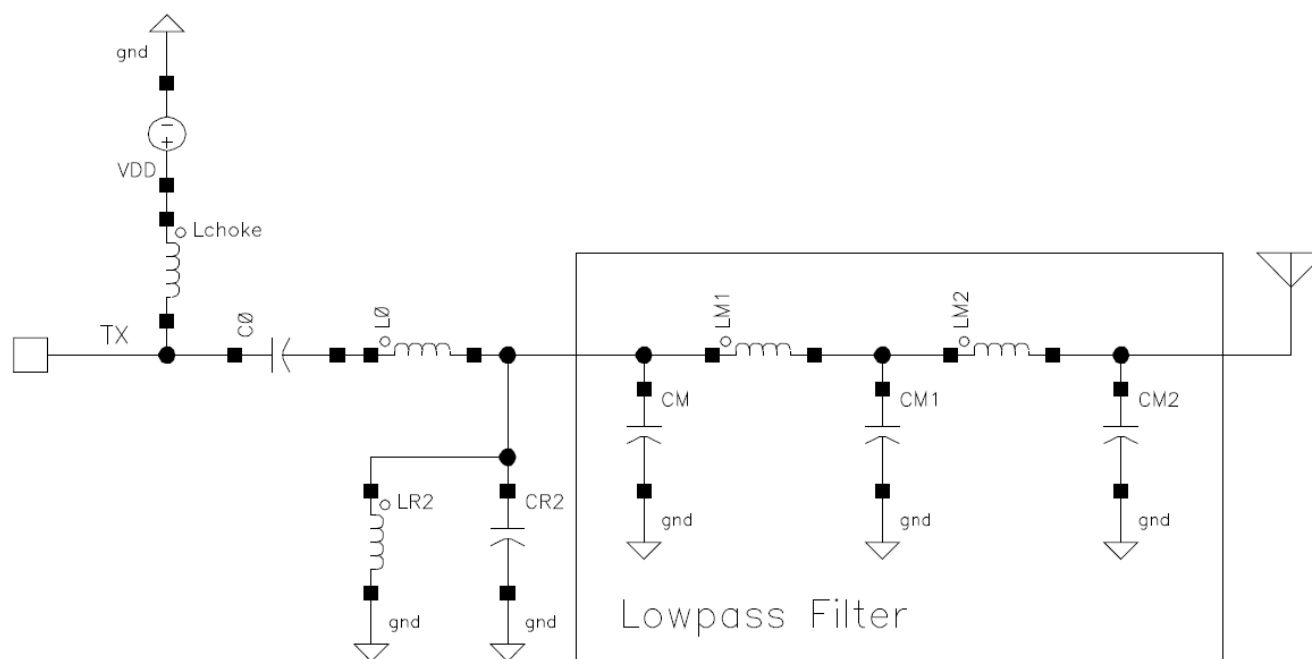 gnd
VDD
Lchoke
TX
CØ
LØ
LM1
LM2
CM
CM1
CM2
LR2
CR2
gnd
gnd
gnd
gnd
gnd
Lowpass Filter